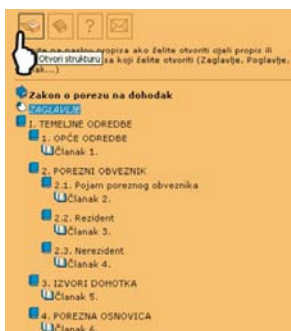 ?
ite na naslov propisa ako želite otvoriti cijeli propis ili
Otvori strukturu sa koji želite otvoriti (Zaglavlje, Poglavlje,
nak...)
Zakon o porezu na dohodak
ZAGLAVLJE
I. TEMELJNE ODREDBE
1. OPĆE ODREDBE
Članak 1.
2. POREZNI OBVEZNIK
2.1. Pojam poreznog obveznika
Članak 2.
2.2. Rezident
Članak 3.
2.3. Nerezident
Članak 4.
3. IZVORI DOHOTKA
Članak 5.
4. POREZNA OSNOVICA
Članak 6.